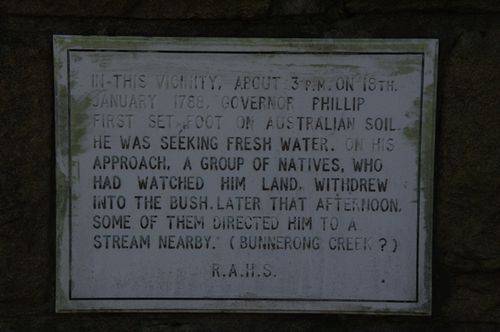 IN THIS VICINITY, ABOUT 3 P.M. ON 18TH.
JANUARY 1788, GOVERNOR PHILLIP
FIRST SET FOOT ON AUSTRALIAN SOIL.
HE WAS SEEKING FRESH WATER. ON HIS
APPROACH, A GROUP OF NATIVES, WHO
HAD WATCHED HIM LAND, WITHDREW
INTO THE BUSH. LATER THAT AFTERNOON,
SOME OF THEM DIRECTED HIM TO A
STREAM NEARBY. (BUNNERONG CREEK ?)
R.A.H.S.